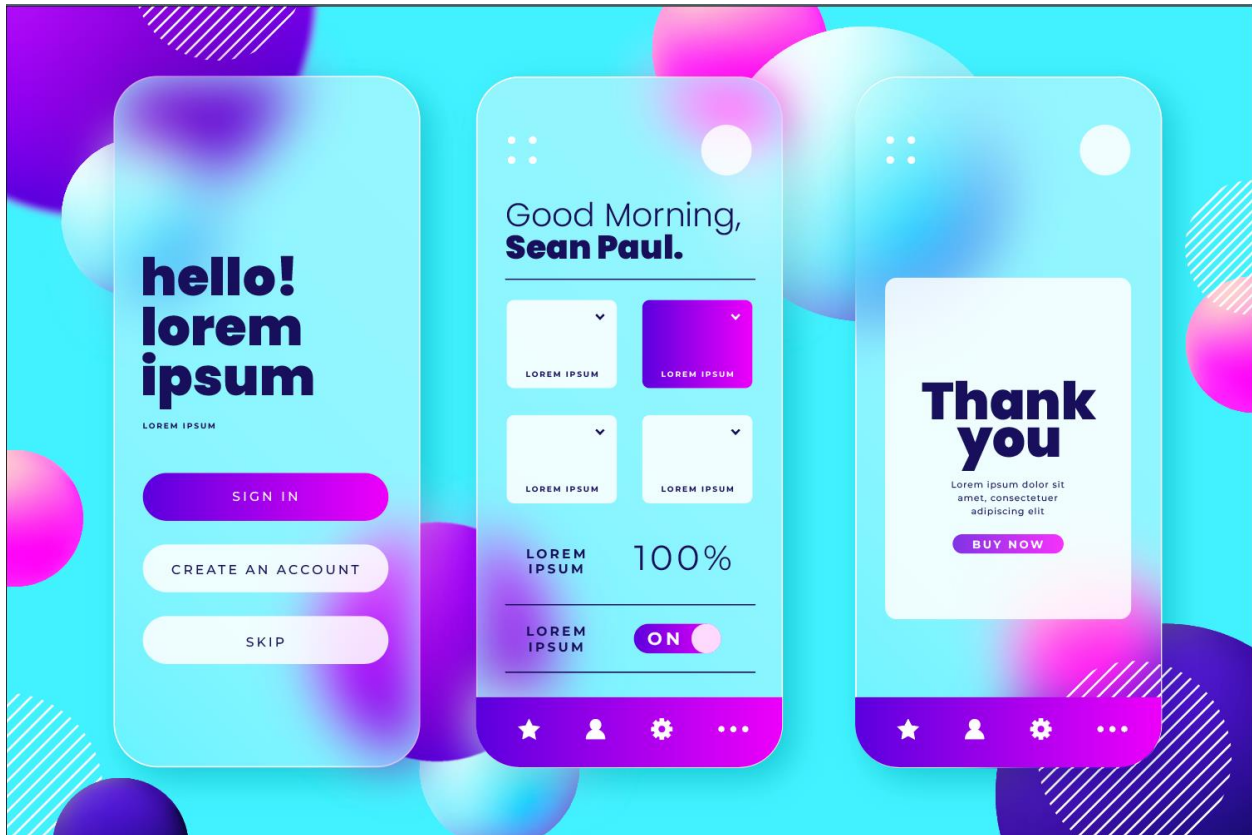 hello!
lorem
ipsum
LOREM IPSUM
SIGN IN
CREATE AN ACCOUNT
SKIP
Good Morning,
Sean Paul.
LOREM IPSUM
LOREM IPSUM
LOREM IPSUM
LOREM IPSUM
LOREM
IPSUM
100%
LOREM
IPSUM
ON
Thank
you
Lorem ipsum dolor sit
amet, consectetuer
adipiscing elit
BUY NOW